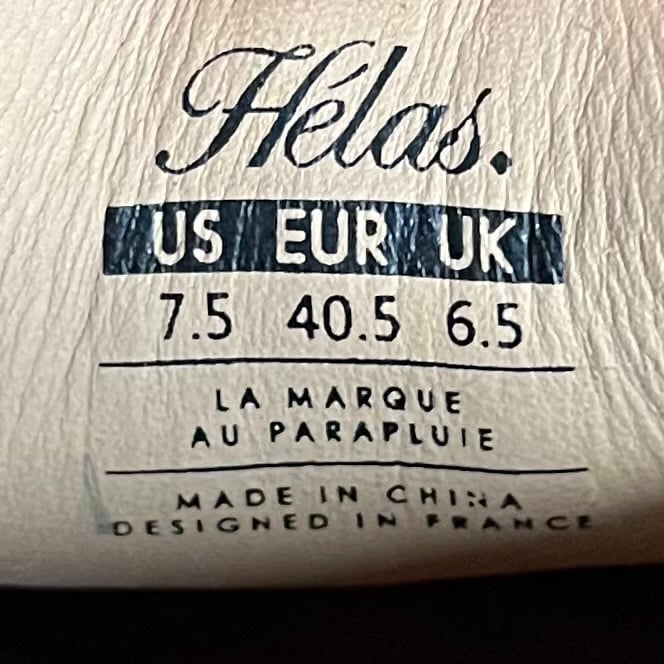 Hélas.
US EUR UK
7.5 40.5 6.5
LA MARQUE
AU PARAPLUIE
MADE IN CHINA
DESIGNED IN FRANCE